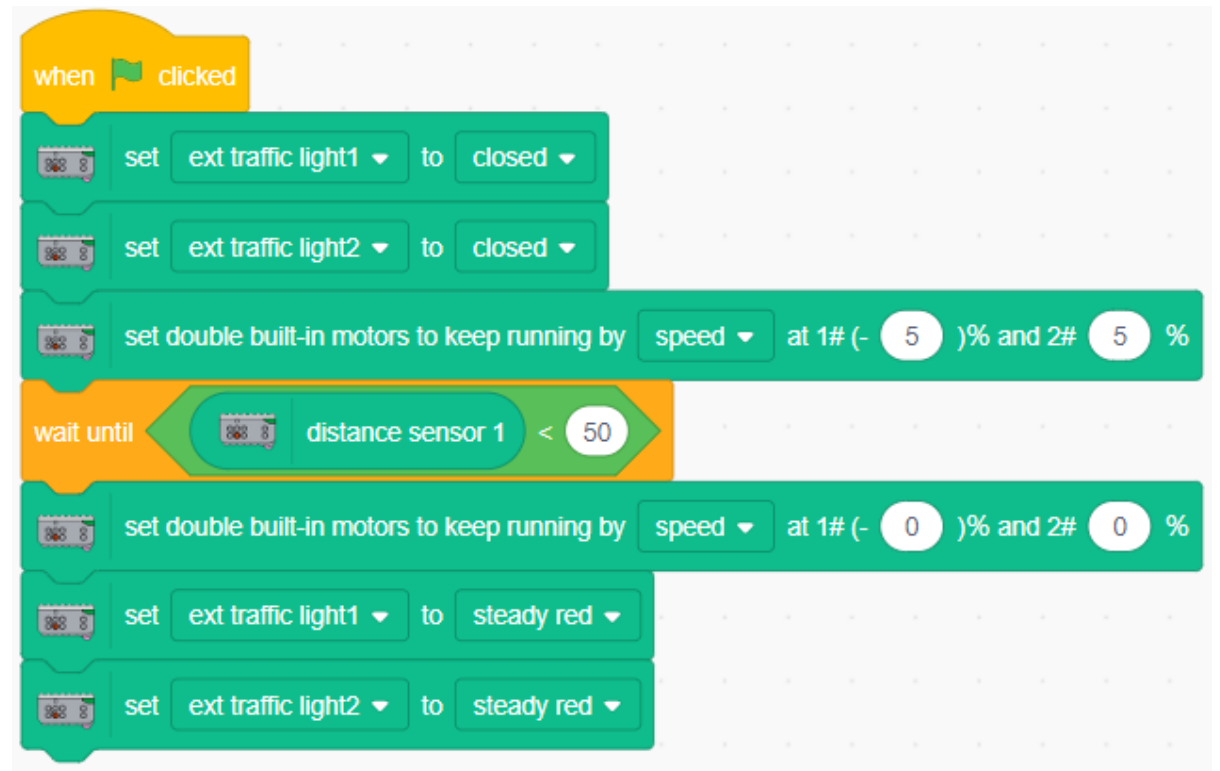 when clicked
set ext traffic light1 to closed
set ext traffic light2 to closed
set double built-in motors to keep running by speed at 1# (- 5 )% and 2# 5 %
wait until distance sensor 1 < 50
set double built-in motors to keep running by speed at 1# (- 0 )% and 2# 0 %
set ext traffic light1 to steady red
set ext traffic light2 to steady red